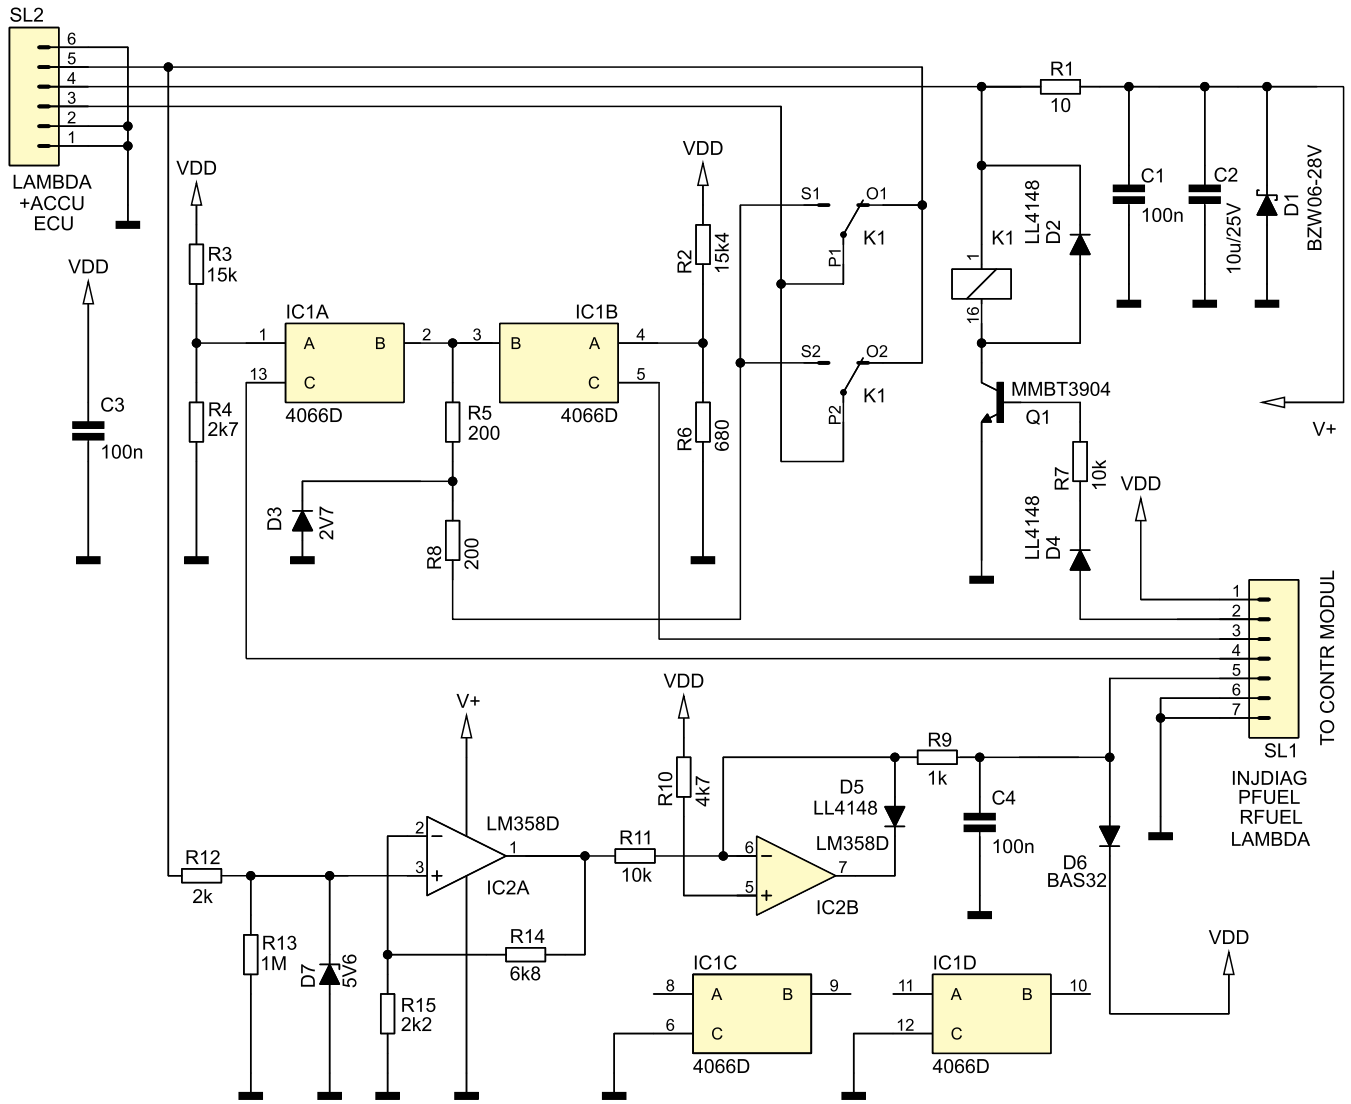 SL2
6
5
4
3
2
1
LAMBDA
+ACCU
ECU
R1
10
C1
100n
C2
10u/25V
D1
BZW06-28V
VDD
R3
15k
R4
2k7
VDD
C3
100n
VDD
R2
15k4
R6
680
S1
O1
P1
K1
S2
O2
P2
K1
K1
1
16
LL4148
D2
IC1A
1
A
B
2
13
C
4066D
IC1B
3
B
A
4
C
5
4066D
R5
200
D3
2V7
R8
200
MMBT3904
Q1
V+
R7
10k
LL4148
D4
VDD
1
2
3
4
5
6
7
SL1
TO CONTR MODUL
INJDIAG
PFUEL
RFUEL
LAMBDA
V+
VDD
R10
4k7
R9
1k
D5
LL4148
C4
100n
LM358D
2
−
1
3
+
IC2A
R11
10k
LM358D
6
−
7
5
+
IC2B
D6
BAS32
R12
2k
R13
1M
D7
5V6
R14
6k8
R15
2k2
VDD
IC1C
8
A
B
9
6
C
4066D
IC1D
11
A
B
10
12
C
4066D